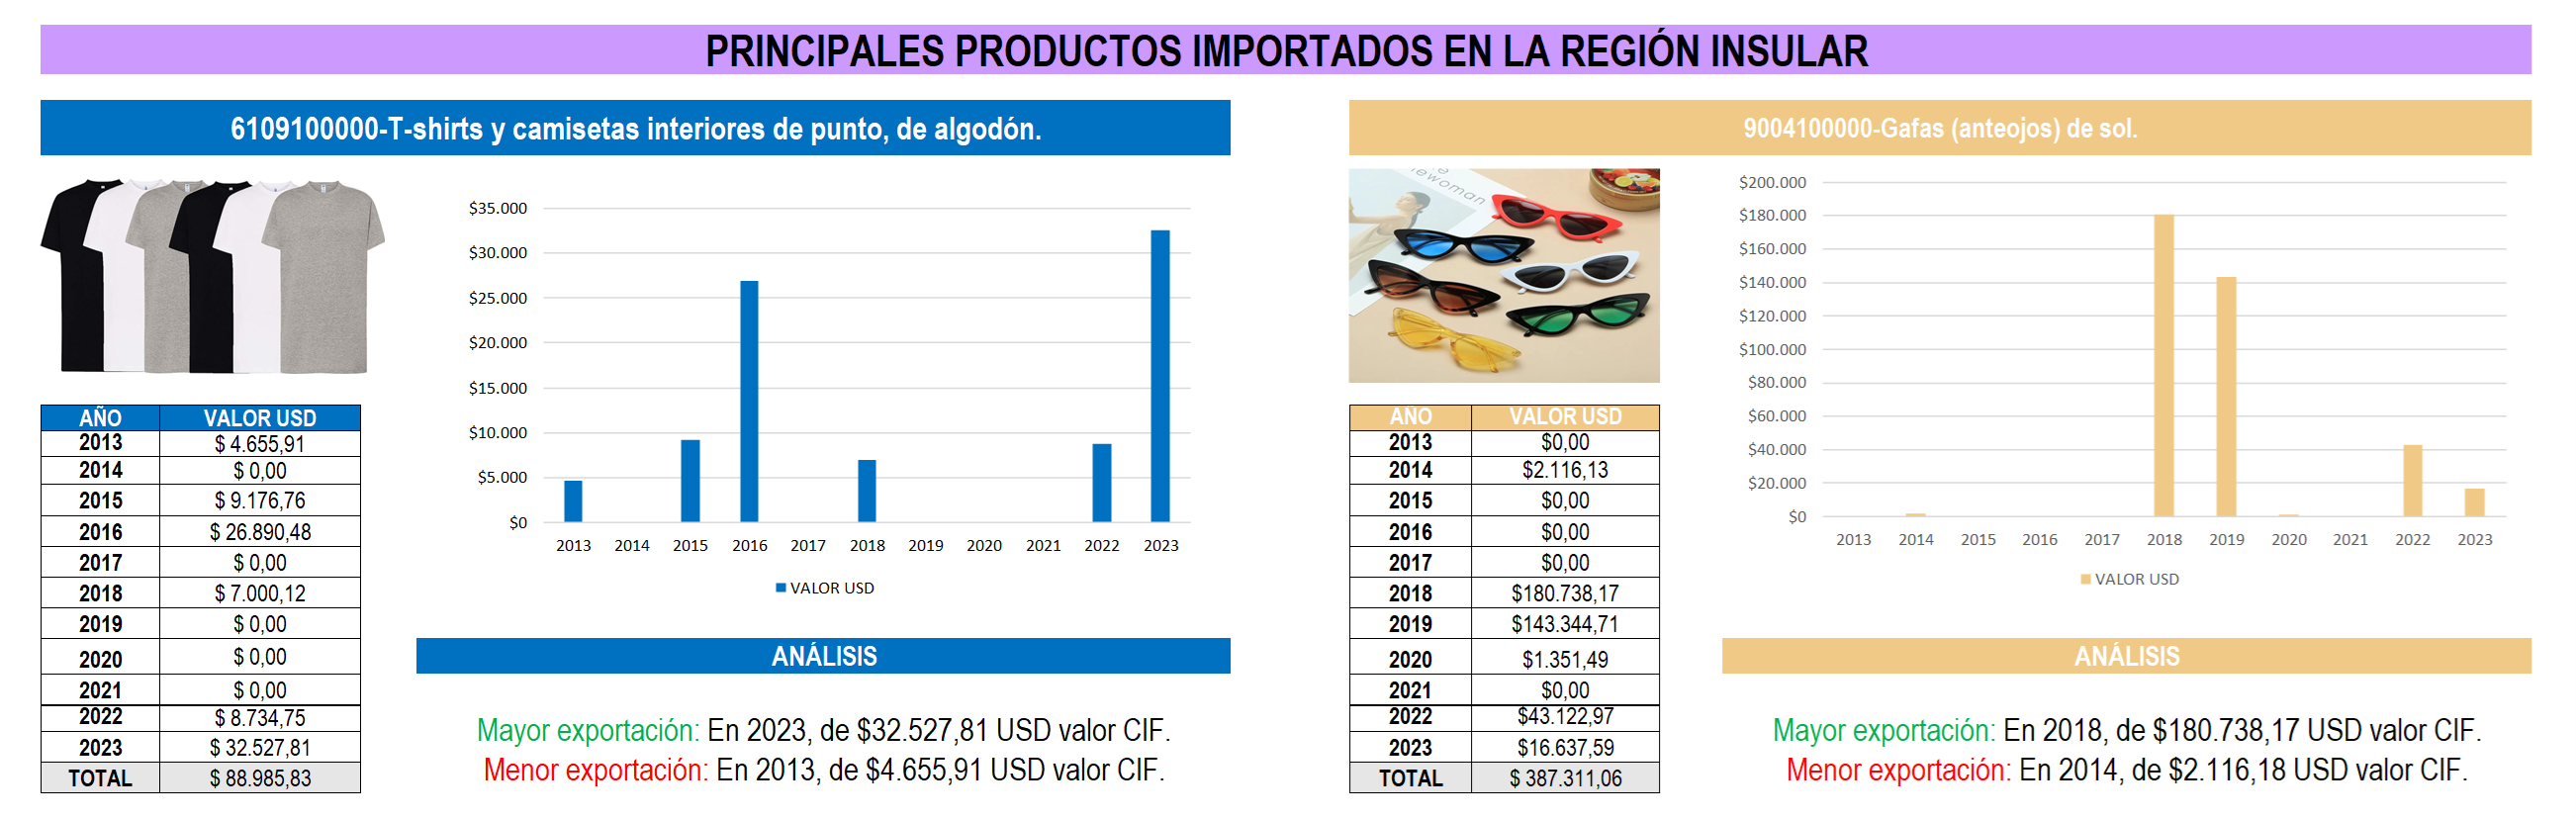 PRINCIPALES PRODUCTOS IMPORTADOS EN LA REGIÓN INSULAR
6109100000-T-shirts y camisetas interiores de punto, de algodón.
$35.000
$30.000
$25.000
$20.000
$15.000
$10.000
$5.000
$0
2013 2014 2015 2016 2017 2018 2019 2020 2021 2022 2023
VALOR USD
AÑO VALOR USD
2013 $ 4.655,91
2014 $ 0,00
2015 $ 9.176,76
2016 $ 26.890,48
2017 $ 0,00
2018 $ 7.000,12
2019 $ 0,00
2020 $ 0,00
2021 $ 0,00
2022 $ 8.734,75
2023 $ 32.527,81
TOTAL $ 88.985,83
ANÁLISIS
Mayor exportación: En 2023, de $32.527,81 USD valor CIF.
Menor exportación: En 2013, de $4.655,91 USD valor CIF.
9004100000-Gafas (anteojos) de sol.
ewoman
$200.000
$180.000
$160.000
$140.000
$120.000
$100.000
$80.000
$60.000
$40.000
$20.000
$0
2013 2014 2015 2016 2017 2018 2019 2020 2021 2022 2023
VALOR USD
AÑO VALOR USD
2013 $0,00
2014 $2.116,13
2015 $0,00
2016 $0,00
2017 $0,00
2018 $180.738,17
2019 $143.344,71
2020 $1.351,49
2021 $0,00
2022 $43.122,97
2023 $16.637,59
TOTAL $ 387.311,06
ANÁLISIS
Mayor exportación: En 2018, de $180.738,17 USD valor CIF.
Menor exportación: En 2014, de $2.116,18 USD valor CIF.